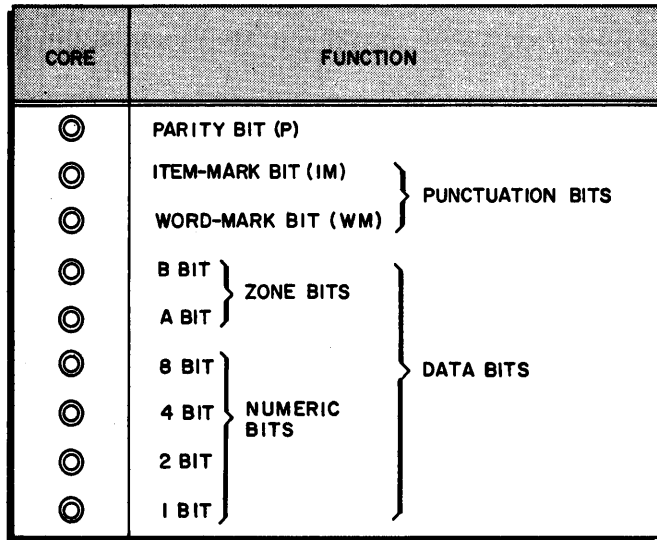 CORE FUNCTION
PARITY BIT (P)
ITEM-MARK BIT (IM)
PUNCTUATION BITS
WORD-MARK BIT (WM)
B BIT
ZONE BITS
A BIT
8 BIT
DATA BITS
4 BIT
NUMERIC
BITS
2 BIT
1 BIT